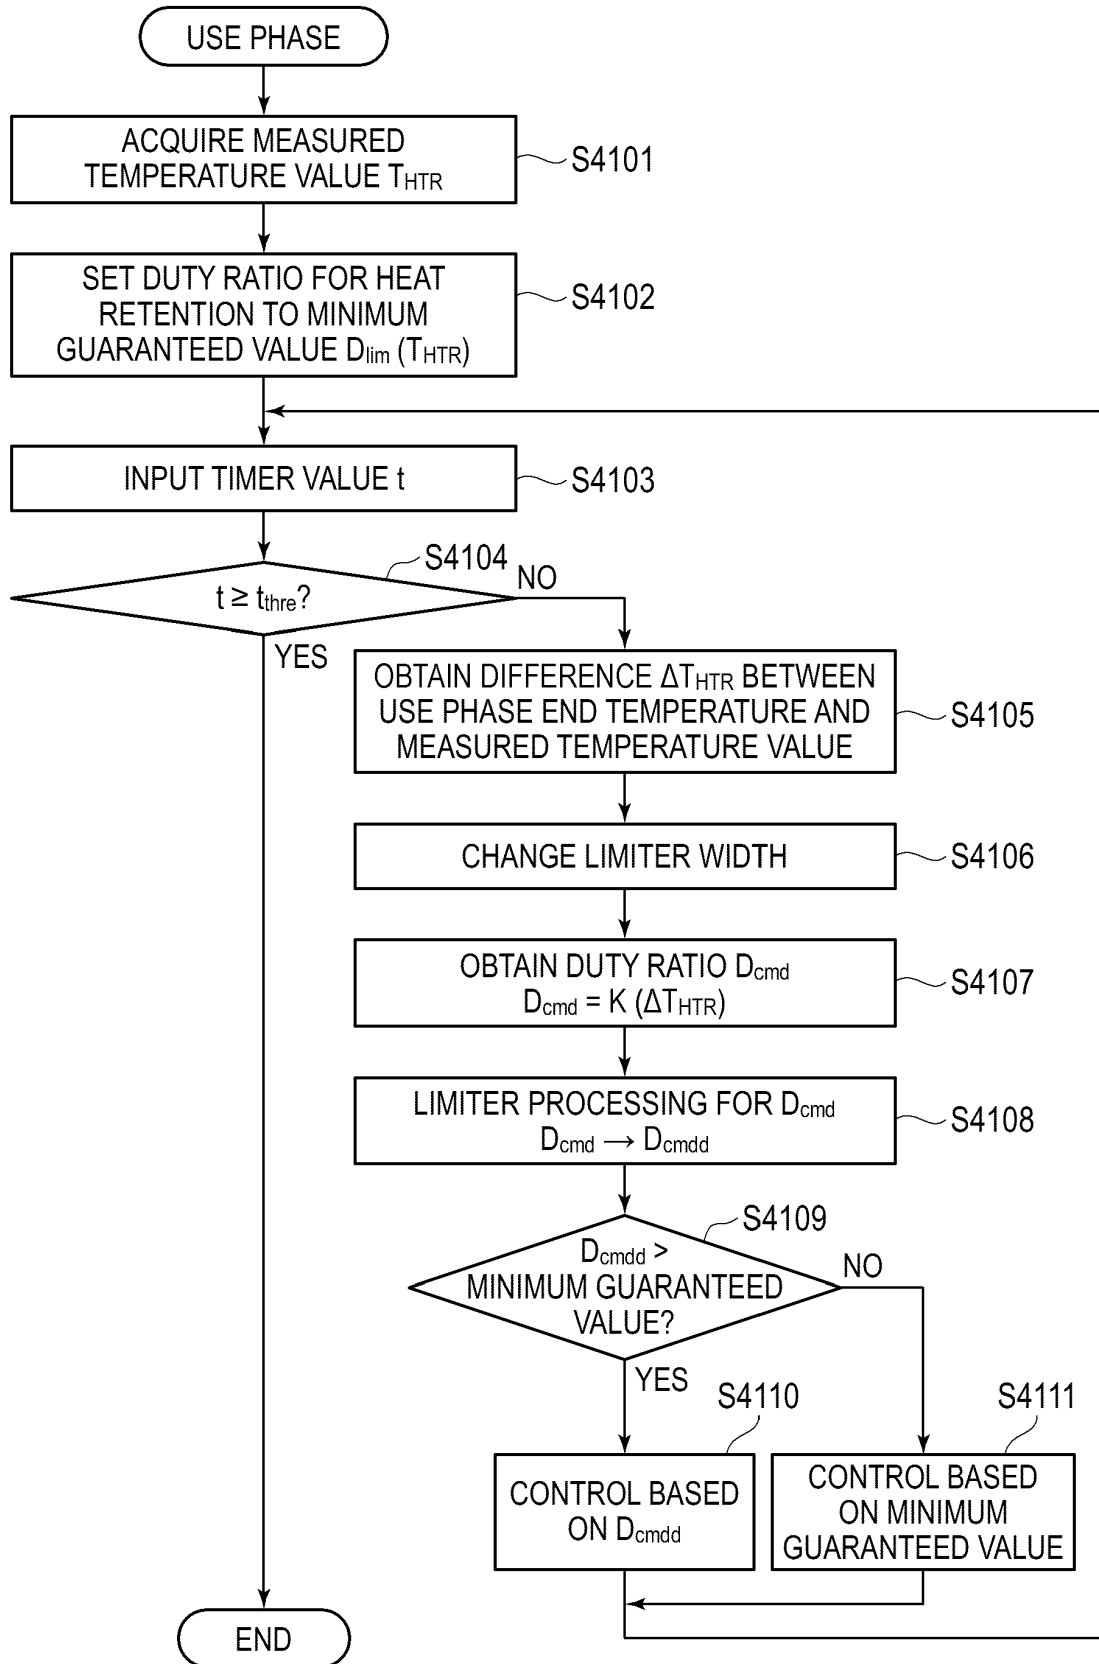 USE PHASE
ACQUIRE MEASURED
TEMPERATURE VALUE THTR
S4101
SET DUTY RATIO FOR HEAT
RETENTION TO MINIMUM
GUARANTEED VALUE Dlim (THTR)
S4102
INPUT TIMER VALUE t
S4103
S4104
t ≥ tthre?
NO
YES
OBTAIN DIFFERENCE ΔTHTR BETWEEN
USE PHASE END TEMPERATURE AND
MEASURED TEMPERATURE VALUE
S4105
CHANGE LIMITER WIDTH
S4106
OBTAIN DUTY RATIO Dcmd
Dcmd = K (ΔTHTR)
S4107
LIMITER PROCESSING FOR Dcmd
Dcmd → Dcmdd
S4108
S4109
Dcmdd >
MINIMUM GUARANTEED
VALUE?
NO
YES
S4110
CONTROL BASED
ON Dcmdd
S4111
CONTROL BASED
ON MINIMUM
GUARANTEED VALUE
END